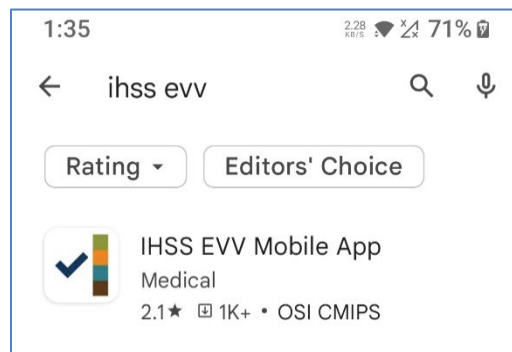 1:35 2.28 KB/S 71%
ihss evv
Rating Editors' Choice
IHSS EVV Mobile App
Medical
2.1★ 1K+ • OSI CMIPS